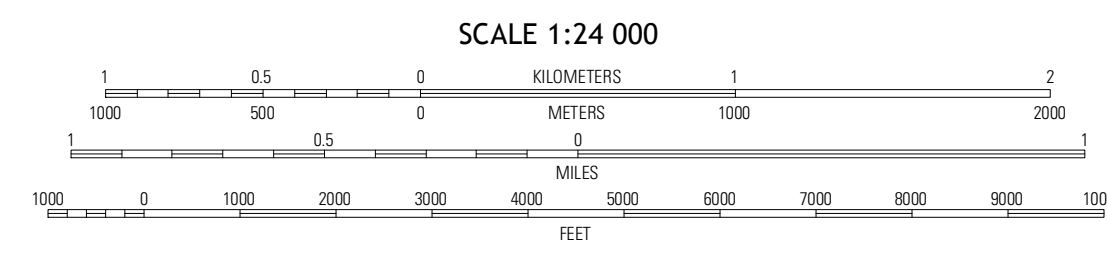 SCALE 1:24 000
1 0.5 0 KILOMETERS 1 2
1000 500 0 METERS 1000 2000
1 0.5 0 1
MILES
1000 0 1000 2000 3000 4000 5000 6000 7000 8000 9000 100
FEET